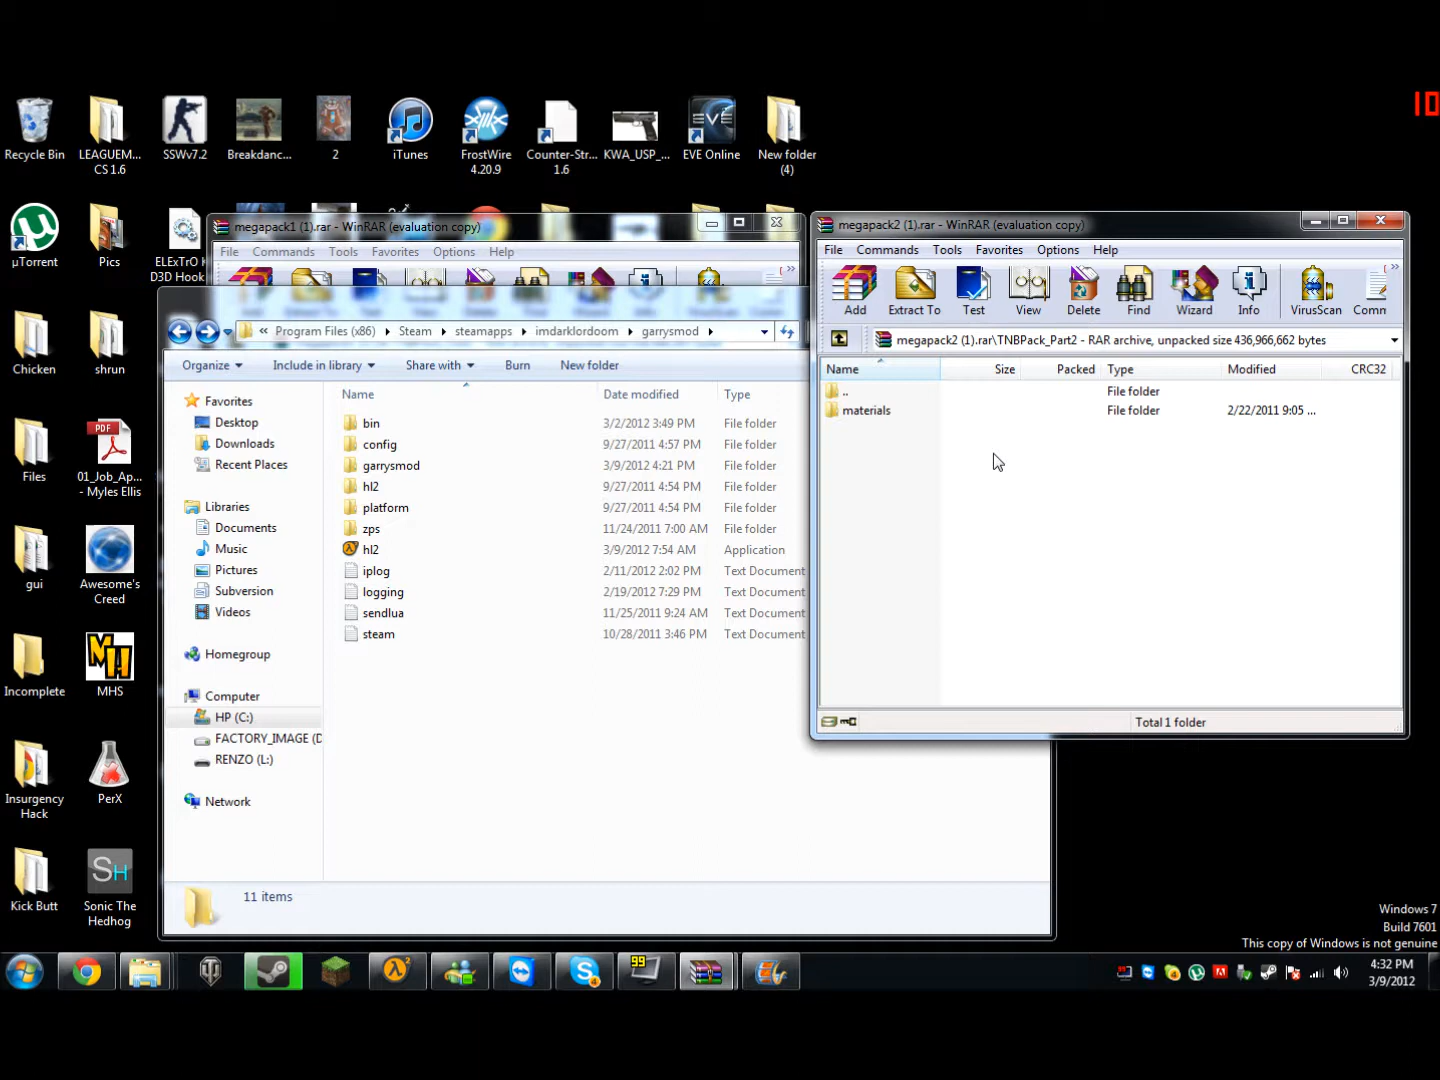 10
Recycle Bin
LEAGUEM...
CS 1.6
SSWv7.2
Breakdanc...
2
iTunes
FrostWire
4.20.9
Counter-Str...
1.6
KWA_USP_...
EVE Online
New folder
(4)
µTorrent
Pics
ELExTrO K
D3D Hook
Chicken
shrun
Files
01_Job_Ap...
- Myles Ellis
gui
Awesome's
Creed
Incomplete
MHS
Insurgency
Hack
PerX
Kick Butt
Sonic The
Hedhog
megapack1 (1).rar - WinRAR (evaluation copy)
File Commands Tools Favorites Options Help
« Program Files (x86) Steam steamapps imdarklordoom garrysmod
Organize Include in library Share with Burn New folder
Favorites
Desktop
Downloads
Recent Places
Libraries
Documents
Music
Pictures
Subversion
Videos
Homegroup
Computer
HP (C:)
FACTORY_IMAGE (D
RENZO (L:)
Network
Name Date modified Type
bin 3/2/2012 3:49 PM File folder
config 9/27/2011 4:57 PM File folder
garrysmod 3/9/2012 4:21 PM File folder
hl2 9/27/2011 4:54 PM File folder
platform 9/27/2011 4:54 PM File folder
zps 11/24/2011 7:00 AM File folder
hl2 3/9/2012 7:54 AM Application
iplog 2/11/2012 2:02 PM Text Document
logging 2/19/2012 7:29 PM Text Document
sendlua 11/25/2011 9:24 AM Text Document
steam 10/28/2011 3:46 PM Text Document
11 items
megapack2 (1).rar - WinRAR (evaluation copy)
File Commands Tools Favorites Options Help
Add Extract To Test View Delete Find Wizard Info VirusScan Comn
megapack2 (1).rar\TNBPack_Part2 - RAR archive, unpacked size 436,966,662 bytes
Name Size Packed Type Modified CRC32
.. File folder
materials File folder 2/22/2011 9:05 ...
Total 1 folder
Windows 7
Build 7601
This copy of Windows is not genuine
4:32 PM
3/9/2012